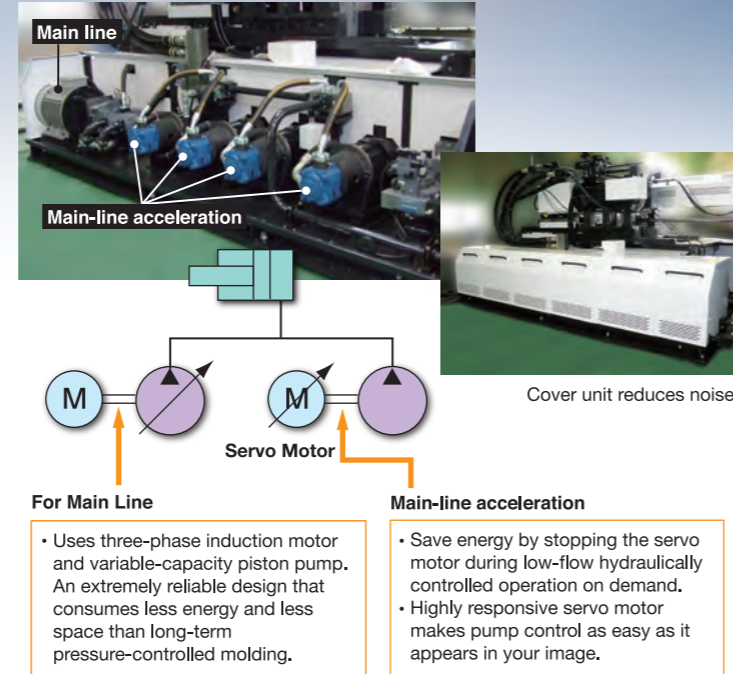 Main line
Main-line acceleration
Cover unit reduces noise
M
M
Servo Motor
For Main Line
• Uses three-phase induction motor
and variable-capacity piston pump.
An extremely reliable design that
consumes less energy and less
space than long-term
pressure-controlled molding.
Main-line acceleration
• Save energy by stopping the servo
motor during low-flow hydraulically
controlled operation on demand.
• Highly responsive servo motor
makes pump control as easy as it
appears in your image.